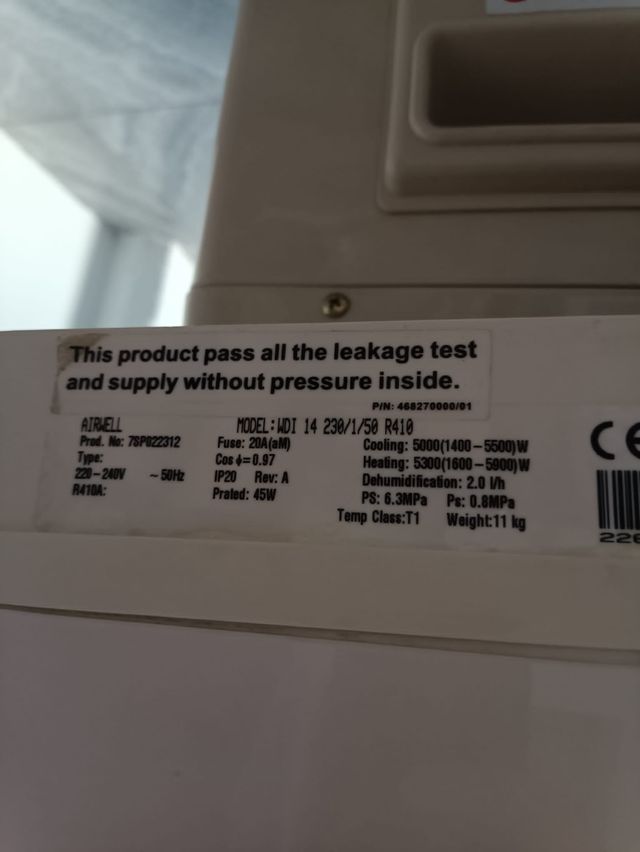 This product pass all the leakage test
and supply without pressure inside.
P/N: 468270000/01
AIRWELL MODEL: WDI 14 230/1/50 R410
Prod. No: 7SP022312 Fuse: 20A(aM) Cooling: 5000(1400-5500)W
Type: Cos ϕ=0.97 Heating: 5300(1600-5900)W
220-240V ~50Hz IP20 Rev: A Dehumidification: 2.0 l/h
R410A: Prated: 45W PS: 6.3MPa Ps: 0.8MPa
Temp Class:T1 Weight:11 kg
CE
226